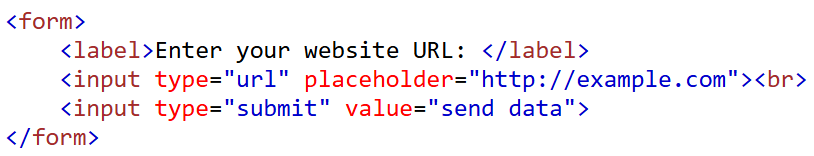 <form>
    <label>Enter your website URL: </label>
    <input type="url" placeholder="http://example.com"><br>
    <input type="submit" value="send data">
</form>